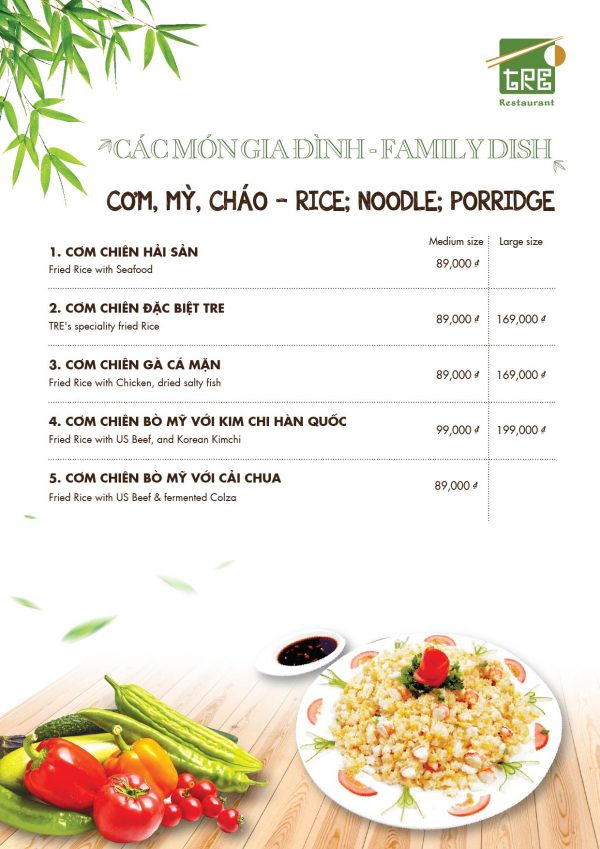 TRE
Restaurant
CÁC MÓN GIA ĐÌNH - FAMILY DISH
CƠM, MỲ, CHÁO - RICE; NOODLE; PORRIDGE
Medium size Large size
1. CƠM CHIÊN HẢI SẢN
Fried Rice with Seafood
89,000 đ
2. CƠM CHIÊN ĐẶC BIỆT TRE
TRE's speciality fried Rice
89,000 đ 169,000 đ
3. CƠM CHIÊN GÀ CÁ MẶN
Fried Rice with Chicken, dried salty fish
89,000 đ 169,000 đ
4. CƠM CHIÊN BÒ MỸ VỚI KIM CHI HÀN QUỐC
Fried Rice with US Beef, and Korean Kimchi
99,000 đ 199,000 đ
5. CƠM CHIÊN BÒ MỸ VỚI CẢI CHUA
Fried Rice with US Beef & fermented Colza
89,000 đ